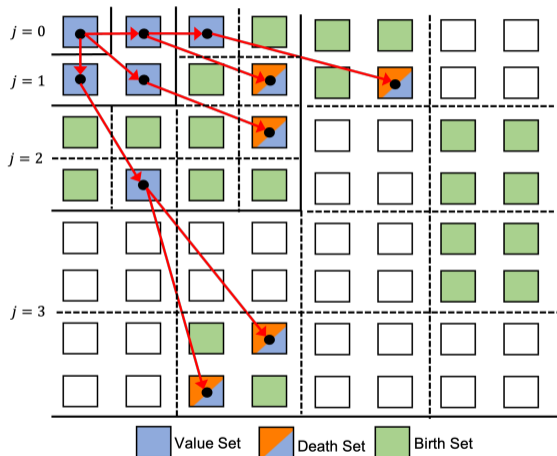 j = 0
j = 1
j = 2
j = 3
Value Set Death Set Birth Set